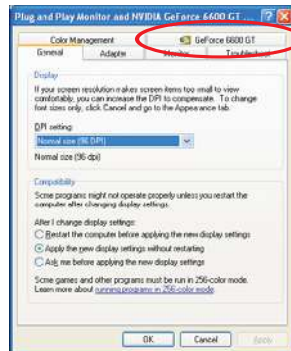 Plug and Play Monitor and NVIDIA GeForce 6600 GT ...
Color Management
GeForce 6600 GT
General
Adapter
Monitor
Troubleshoot
Display
If your screen resolution makes screen items too small to view
comfortably, you can increase the DPI to compensate. To change
font sizes only, click Cancel and go to the Appearance tab.
DPI setting:
Normal size (96 DPI)
Normal size (96 dpi)
Compatibility
Some programs might not operate properly unless you restart the
computer after changing display settings.
After I change display settings:
Restart the computer before applying the new display settings
Apply the new display settings without restarting
Ask me before applying the new display settings
Some games and other programs must be run in 256-color mode.
Learn more about running programs in 256-color mode.
OK
Cancel
Apply